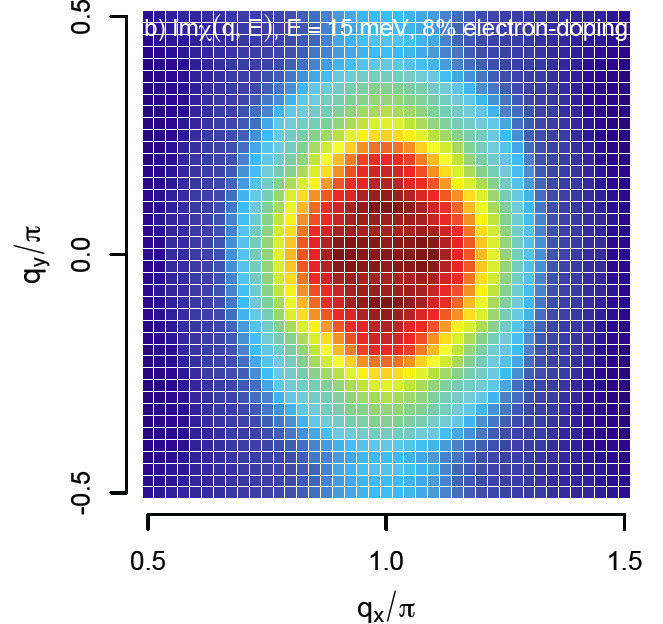 b) Imχ(q, E), E = 15 meV, 8% electron-doping
0.5
0.0
-0.5
qy/π
0.5 1.0 1.5
qx/π